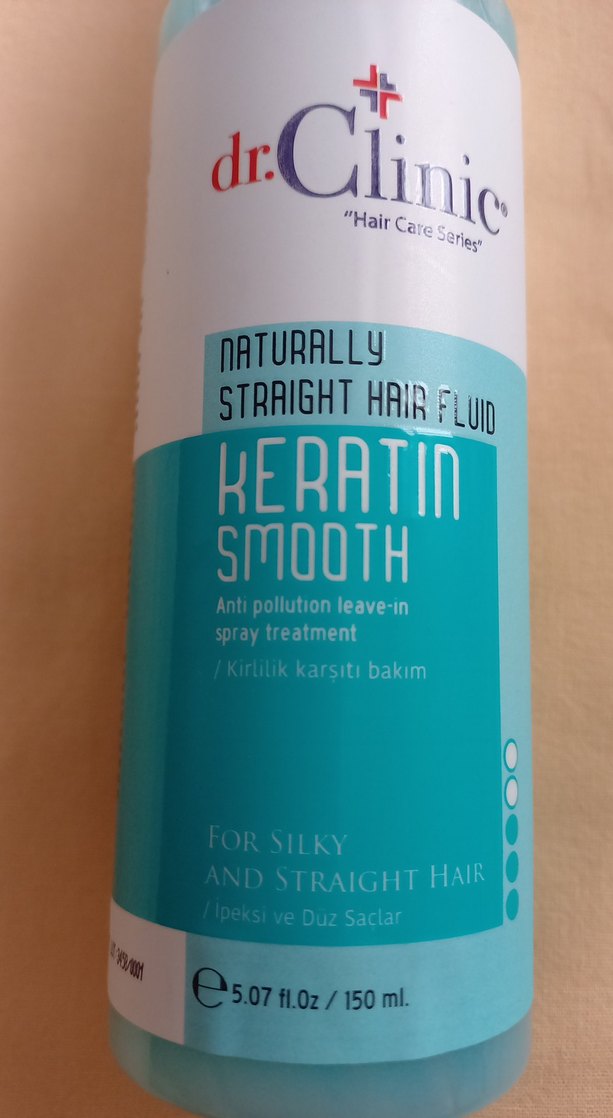 dr.Clinic®
"Hair Care Series"
NATURALLY
STRAIGHT HAIR FLUID
KERATIN
SMOOTH
Anti pollution leave-in
spray treatment
/ Kirlilik karşıtı bakım
FOR SILKY
AND STRAIGHT HAIR
/ İpeksi ve Düz Saçlar
℮ 5.07 fl.Oz / 150 ml.